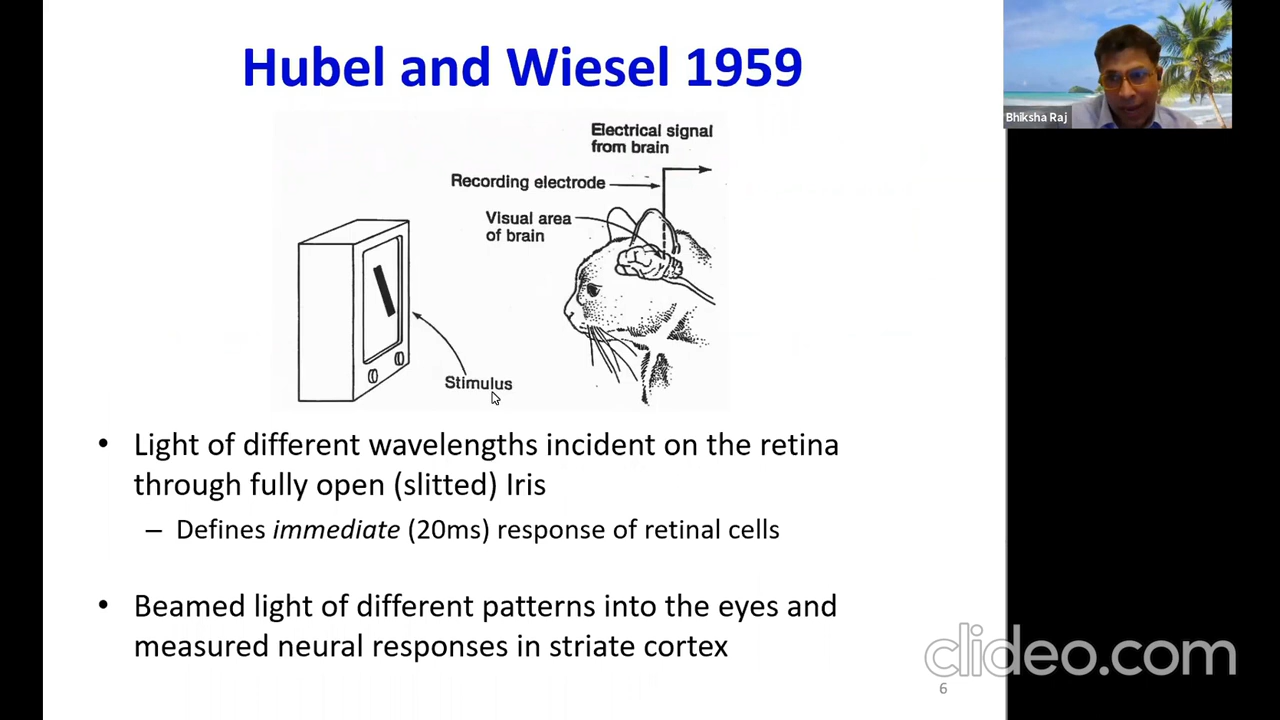 Hubel and Wiesel 1959
Bhiksha Raj
Electrical signal
from brain
Recording electrode
Visual area
of brain
Stimulus
• Light of different wavelengths incident on the retina
through fully open (slitted) Iris
– Defines immediate (20ms) response of retinal cells
• Beamed light of different patterns into the eyes and
measured neural responses in striate cortex
clideo.com
6